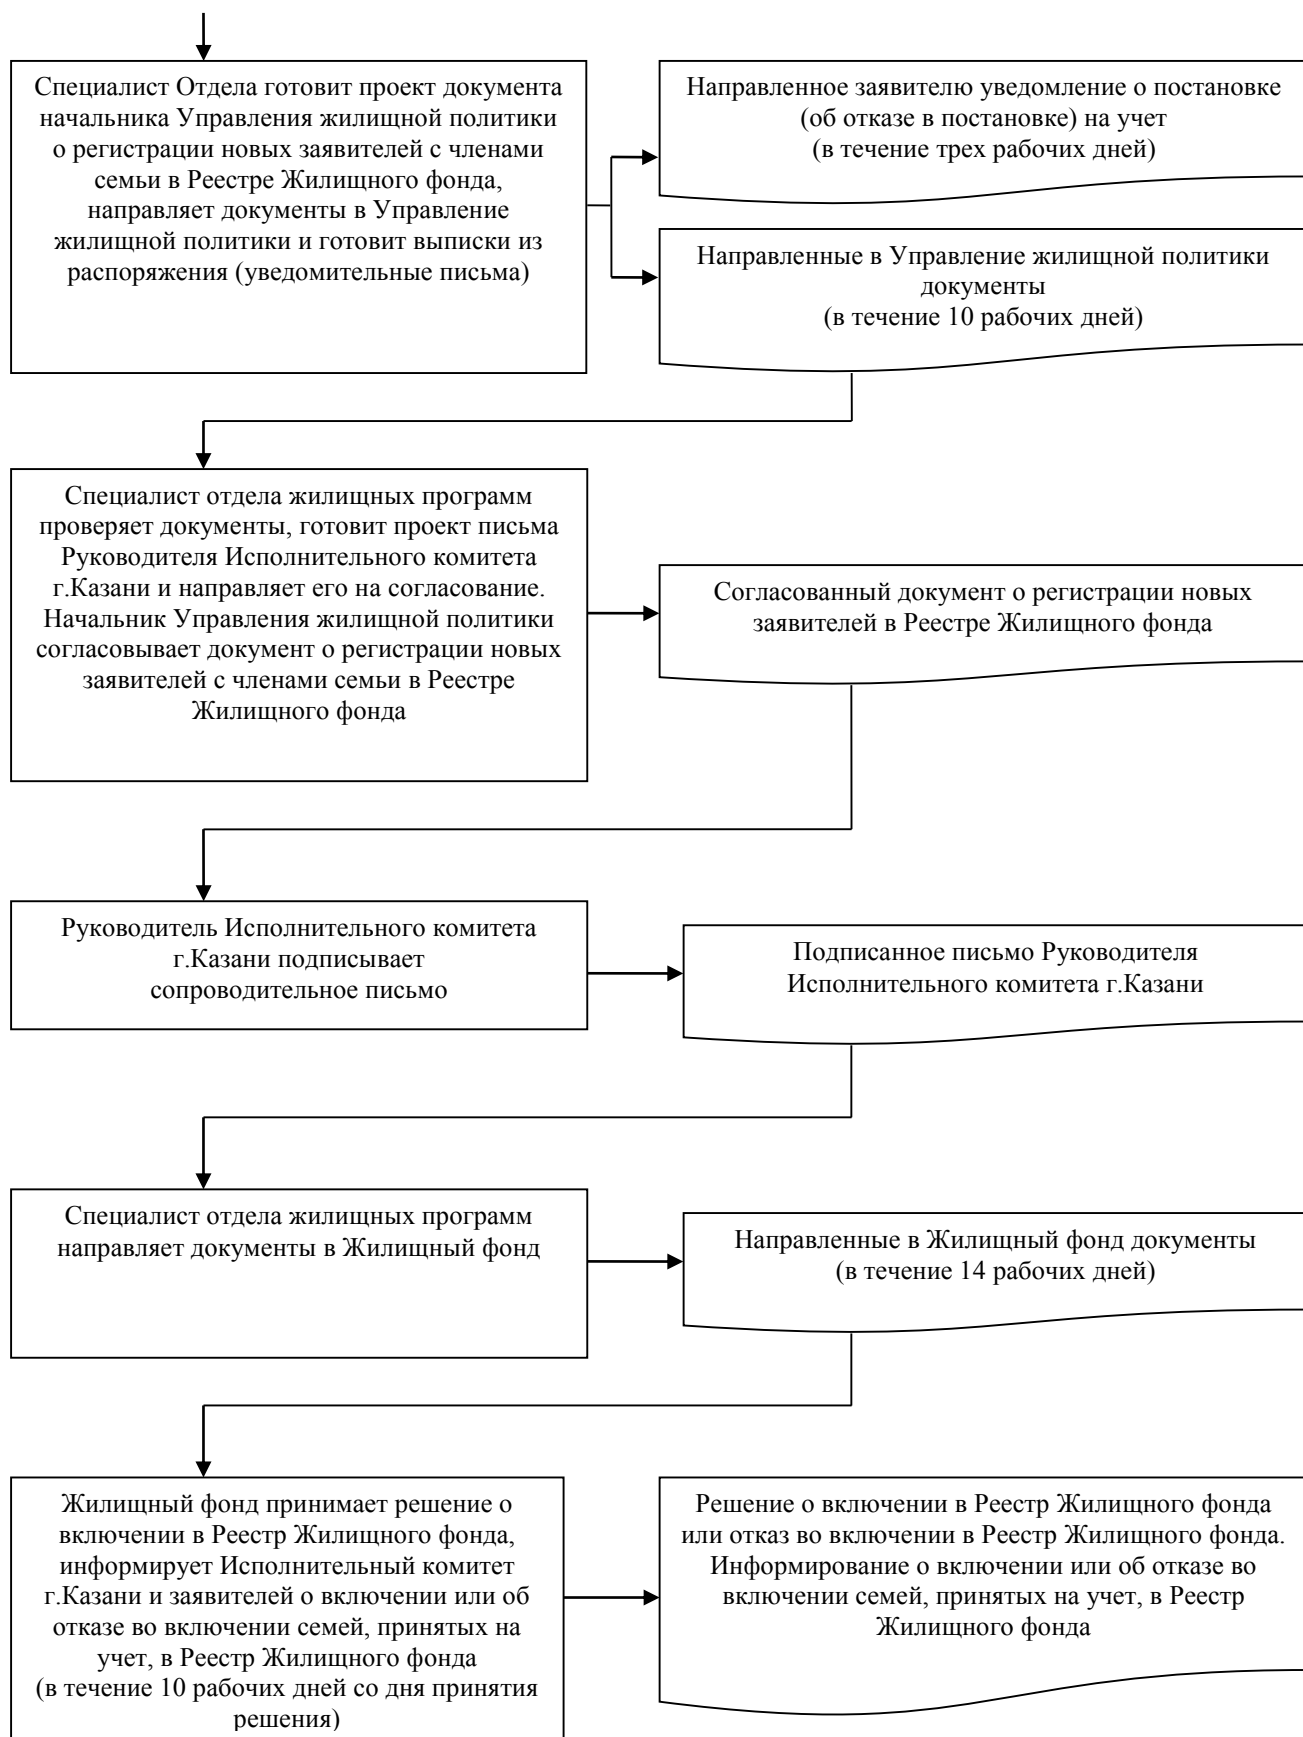 Специалист Отдела готовит проект документа
начальника Управления жилищной политики
о регистрации новых заявителей с членами
семьи в Реестре Жилищного фонда,
направляет документы в Управление
жилищной политики и готовит выписки из
распоряжения (уведомительные письма)
Направленное заявителю уведомление о постановке
(об отказе в постановке) на учет
(в течение трех рабочих дней)
Направленные в Управление жилищной политики
документы
(в течение 10 рабочих дней)
Специалист отдела жилищных программ
проверяет документы, готовит проект письма
Руководителя Исполнительного комитета
г.Казани и направляет его на согласование.
Начальник Управления жилищной политики
согласовывает документ о регистрации новых
заявителей с членами семьи в Реестре
Жилищного фонда
Согласованный документ о регистрации новых
заявителей в Реестре Жилищного фонда
Руководитель Исполнительного комитета
г.Казани подписывает
сопроводительное письмо
Подписанное письмо Руководителя
Исполнительного комитета г.Казани
Специалист отдела жилищных программ
направляет документы в Жилищный фонд
Направленные в Жилищный фонд документы
(в течение 14 рабочих дней)
Жилищный фонд принимает решение о
включении в Реестр Жилищного фонда,
информирует Исполнительный комитет
г.Казани и заявителей о включении или об
отказе во включении семей, принятых на
учет, в Реестр Жилищного фонда
(в течение 10 рабочих дней со дня принятия
решения)
Решение о включении в Реестр Жилищного фонда
или отказ во включении в Реестр Жилищного фонда.
Информирование о включении или об отказе во
включении семей, принятых на учет, в Реестр
Жилищного фонда